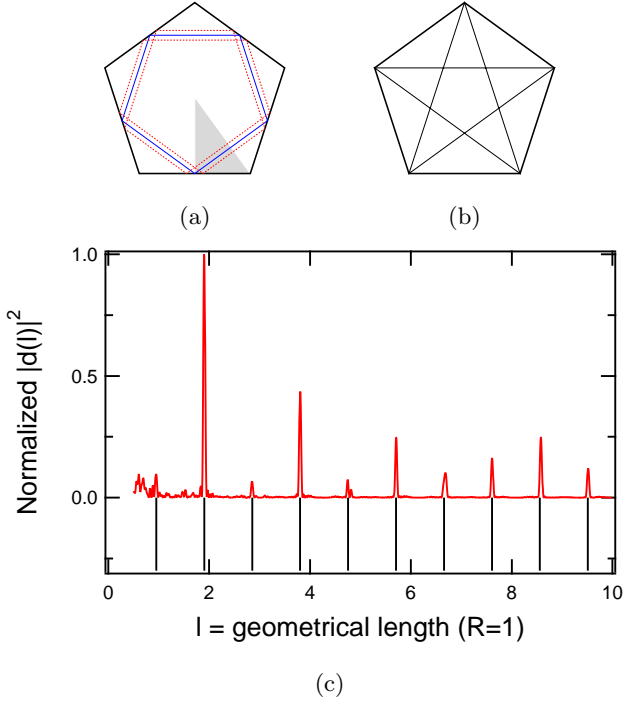 (a)
(b)
1.0
0.5
0.0
Normalized |d(l)|²
0
2
4
6
8
10
l = geometrical length (R=1)
(c)